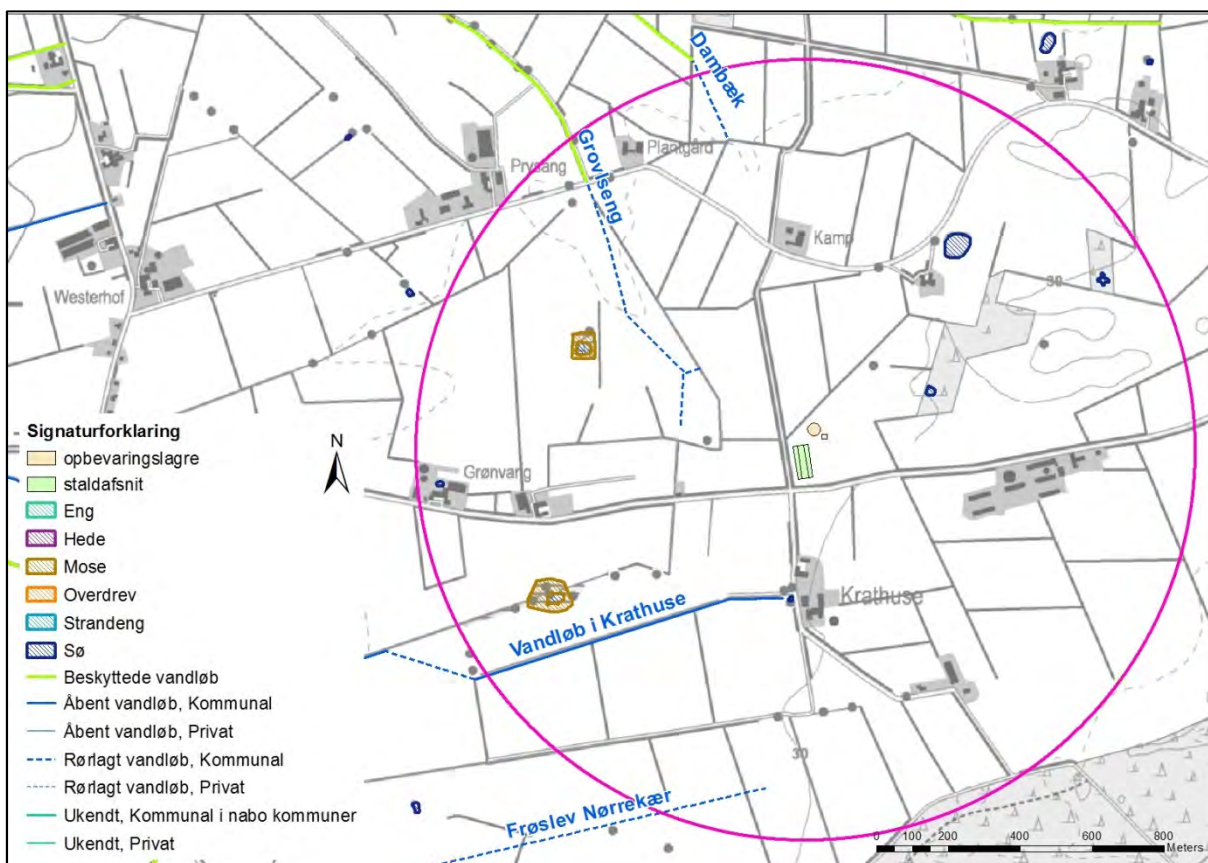 Dambæk
Grovlseng
Plantgård
Prysang
Kamp
Westerhof
30
Signaturforklaring
opbevaringslagre
staldafsnit
Eng
Hede
Mose
Overdrev
Strandeng
Sø
Beskyttede vandløb
Åbent vandløb, Kommunal
Åbent vandløb, Privat
Rørlagt vandløb, Kommunal
Rørlagt vandløb, Privat
Ukendt, Kommunal i nabo kommuner
Ukendt, Privat
N
Grønvang
Krathuse
Vandløb i Krathuse
30
Frøslev Nørrekær
0 100 200 400 600 800
Meters